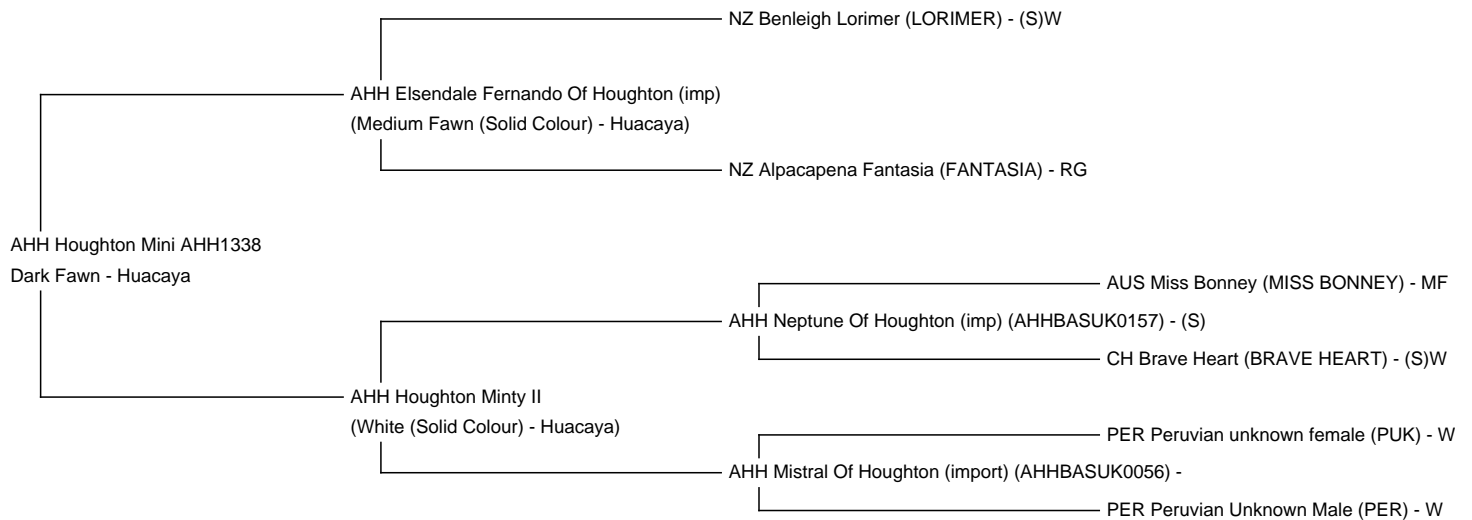 NZ Benleigh Lorimer (LORIMER) - (S)W
AHH Elsendale Fernando Of Houghton (imp)
(Medium Fawn (Solid Colour) - Huacaya)
NZ Alpacapena Fantasia (FANTASIA) - RG
AHH Houghton Mini AHH1338
Dark Fawn - Huacaya
AUS Miss Bonney (MISS BONNEY) - MF
AHH Neptune Of Houghton (imp) (AHHBASUK0157) - (S)
CH Brave Heart (BRAVE HEART) - (S)W
AHH Houghton Minty II
(White (Solid Colour) - Huacaya)
PER Peruvian unknown female (PUK) - W
AHH Mistral Of Houghton (import) (AHHBASUK0056) -
PER Peruvian Unknown Male (PER) - W